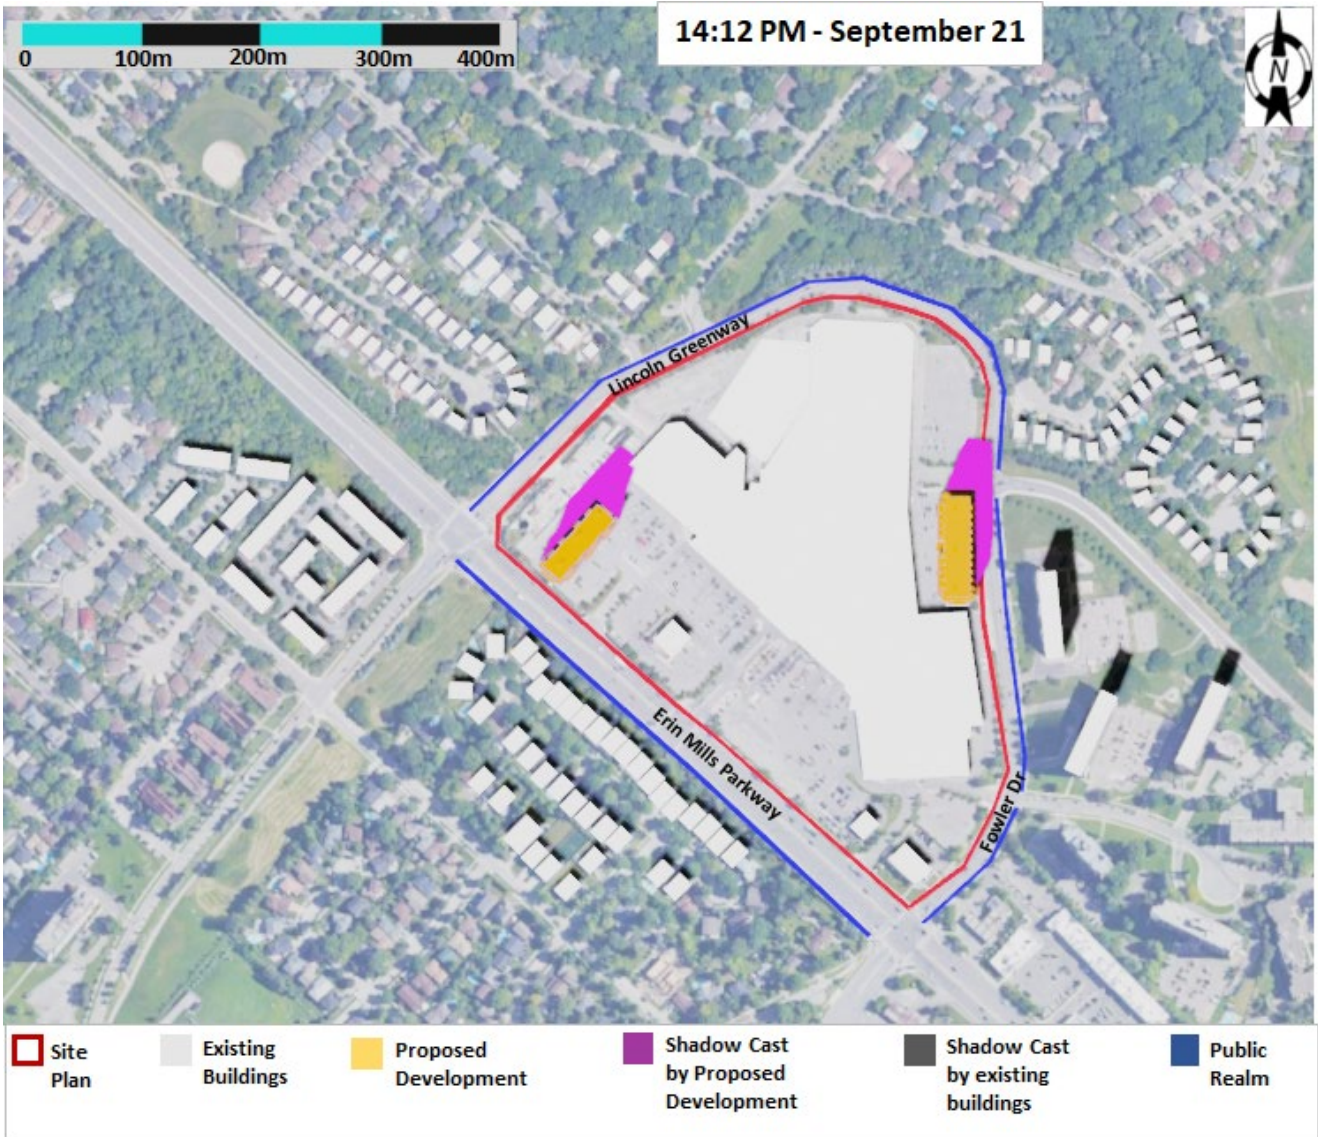 14:12 PM - September 21
0 100m 200m 300m 400m
N
Lincoln Greenway
Erin Mills Parkway
Fowler Dr
Site
Plan
Existing
Buildings
Proposed
Development
Shadow Cast
by Proposed
Development
Shadow Cast
by existing
buildings
Public
Realm